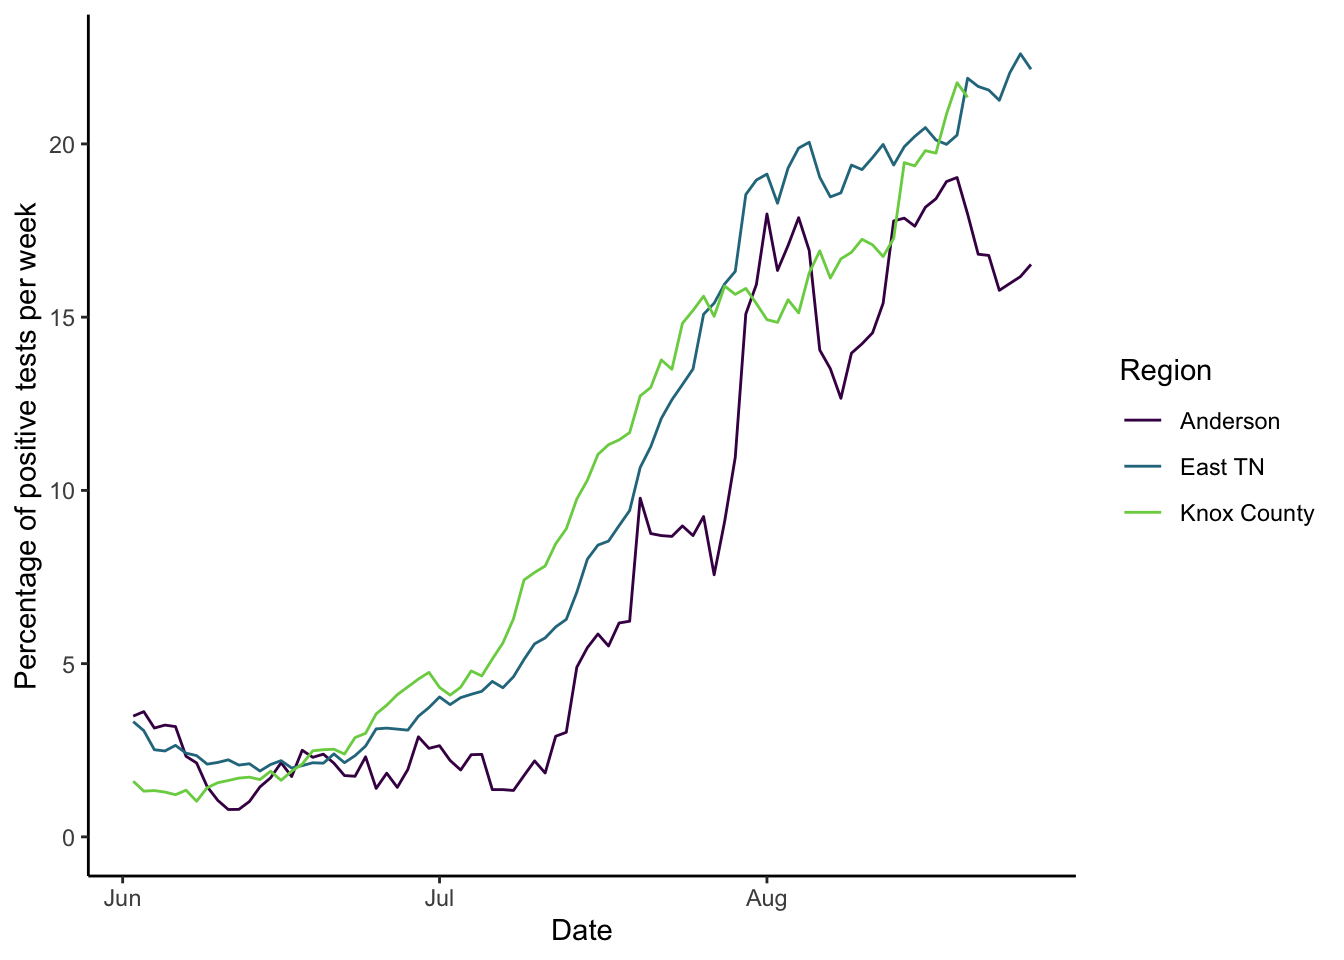 Percentage of positive tests per week
20
15
10
5
0
Jun
Jul
Aug
Date
Region
Anderson
East TN
Knox County